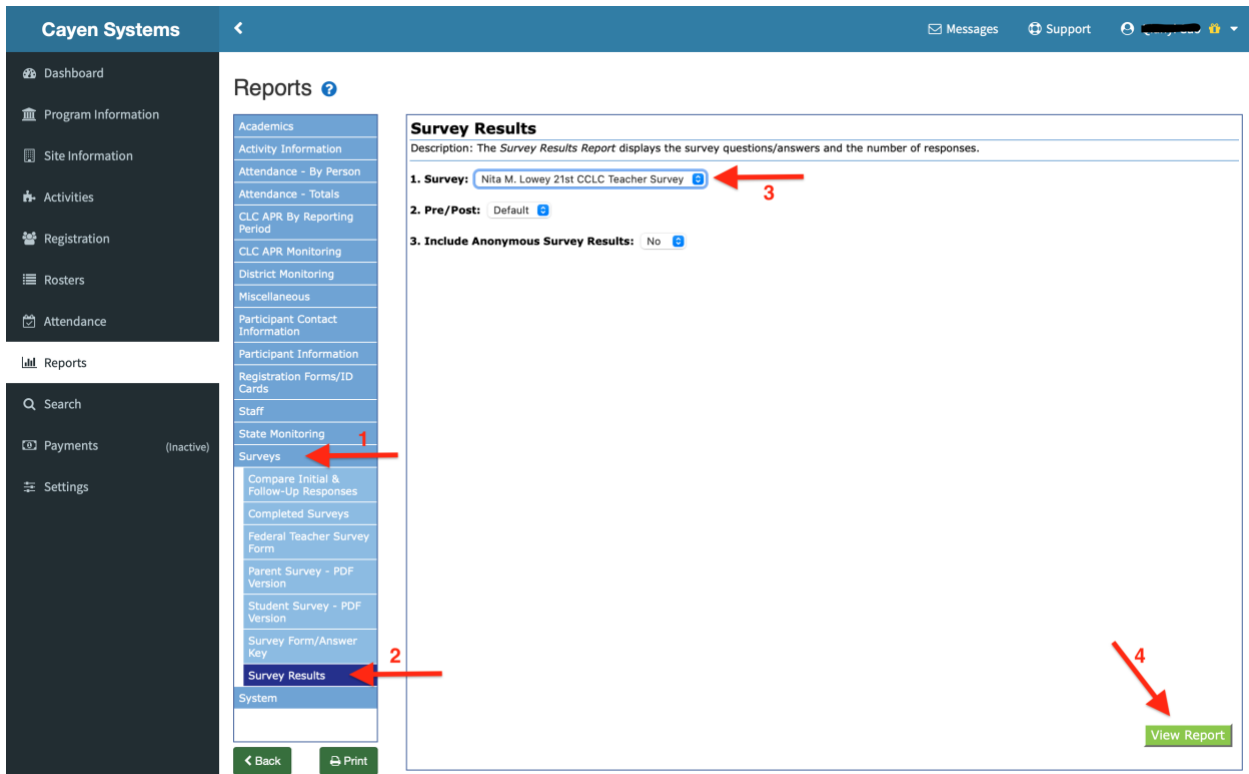 Cayen Systems
Messages
Support
Dashboard
Program Information
Site Information
Activities
Registration
Rosters
Attendance
Reports
Search
Payments (Inactive)
Settings
Reports ?
Academics
Activity Information
Attendance - By Person
Attendance - Totals
CLC APR By Reporting
Period
CLC APR Monitoring
District Monitoring
Miscellaneous
Participant Contact
Information
Participant Information
Registration Forms/ID
Cards
Staff
State Monitoring
1
Surveys
Compare Initial &
Follow-Up Responses
Completed Surveys
Federal Teacher Survey
Form
Parent Survey - PDF
Version
Student Survey - PDF
Version
Survey Form/Answer
Key
2
Survey Results
System
Back
Print
Survey Results
Description: The Survey Results Report displays the survey questions/answers and the number of responses.
1. Survey: Nita M. Lowey 21st CCLC Teacher Survey
3
2. Pre/Post: Default
3. Include Anonymous Survey Results: No
4
View Report